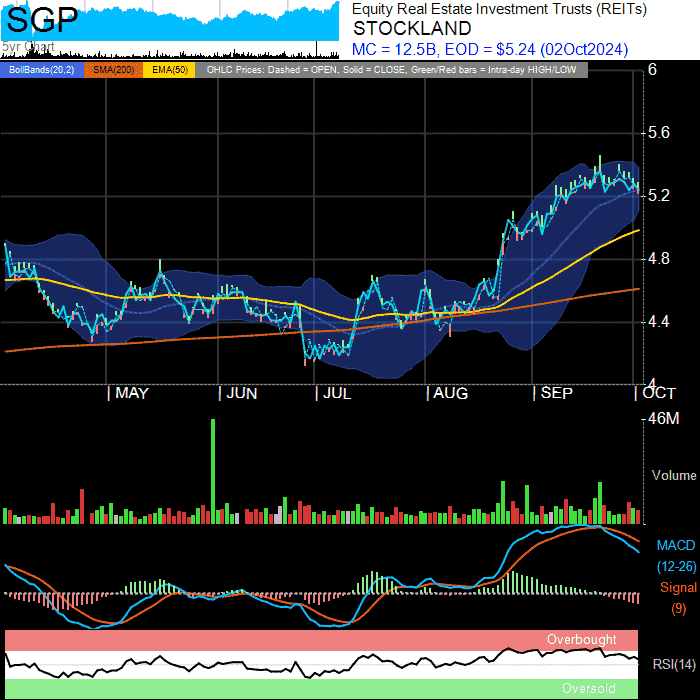 SGP
5yr Chart
Equity Real Estate Investment Trusts (REITs)
STOCKLAND
MC = 12.5B, EOD = $5.24 (02Oct2024)
BollBands(20,2) SMA(200) EMA(50) OHLC Prices: Dashed = OPEN, Solid = CLOSE, Green/Red bars = Intra-day HIGH/LOW
6
5.6
5.2
4.8
4.4
4
MAY JUN JUL AUG SEP OCT
46M
Volume
MACD
(12-26)
Signal
(9)
Overbought
RSI(14)
Oversold